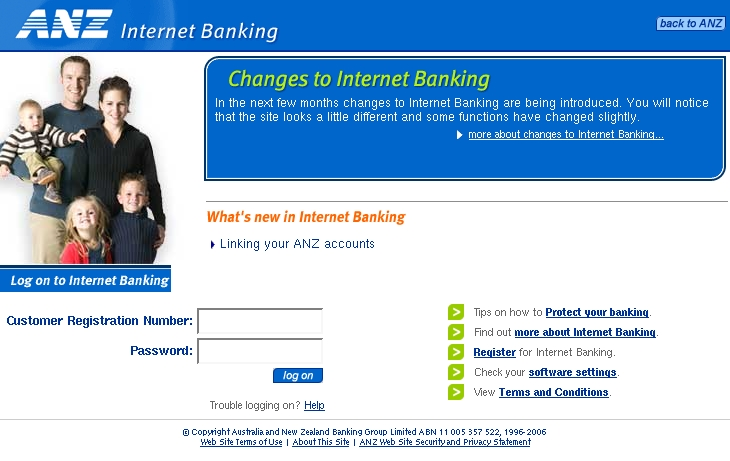 ANZ Internet Banking
back to ANZ
Changes to Internet Banking
In the next few months changes to Internet Banking are being introduced. You will notice
that the site looks a little different and some functions have changed slightly.
more about changes to Internet Banking...
What's new in Internet Banking
Linking your ANZ accounts
Log on to Internet Banking
Customer Registration Number:
Password:
log on
Trouble logging on? Help
> Tips on how to Protect your banking.
> Find out more about Internet Banking.
> Register for Internet Banking.
> Check your software settings.
> View Terms and Conditions.
© Copyright Australia and New Zealand Banking Group Limited ABN 11 005 357 522, 1996-2006
Web Site Terms of Use | About This Site | ANZ Web Site Security and Privacy Statement